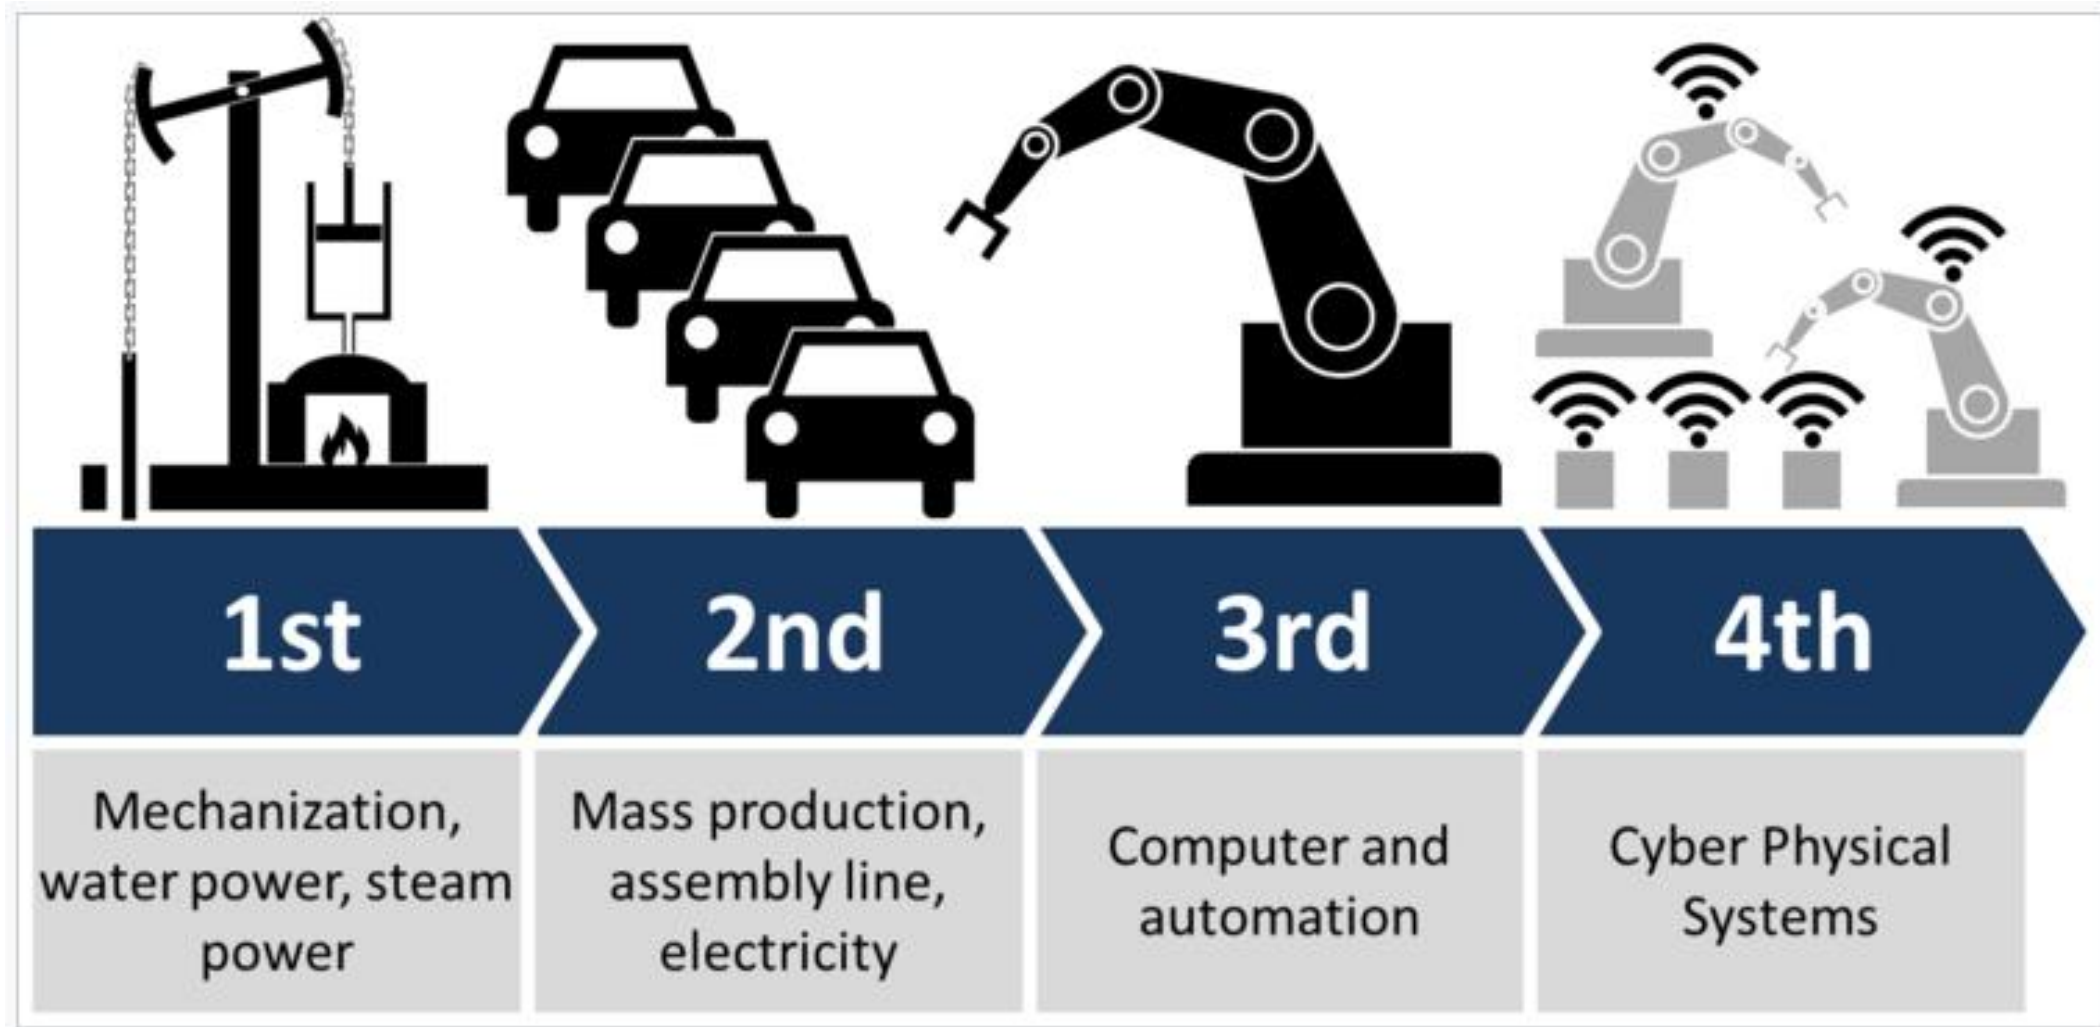 1st
2nd
3rd
4th
Mechanization,
water power, steam
power
Mass production,
assembly line,
electricity
Computer and
automation
Cyber Physical
Systems